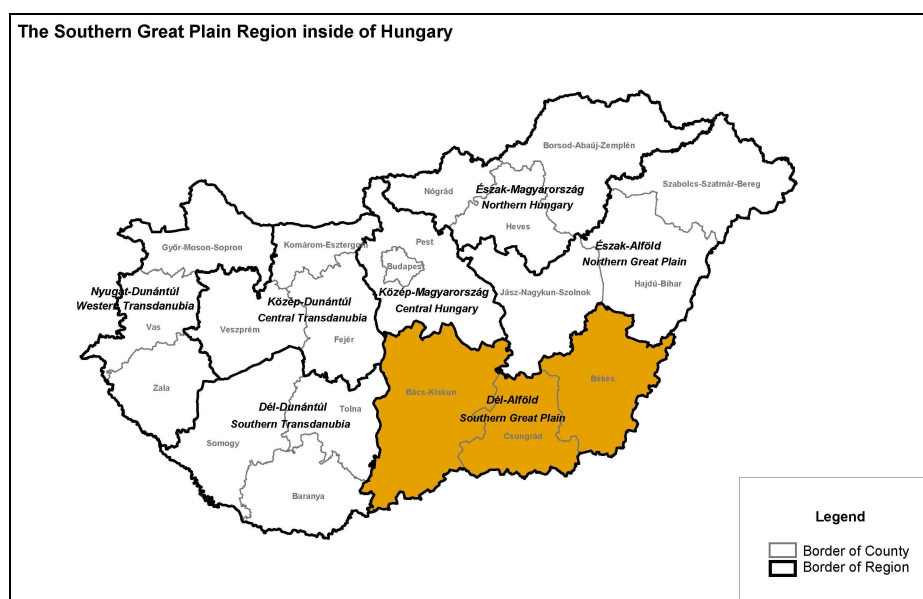 The Southern Great Plain Region inside of Hungary
Borsod-Abaúj-Zemplén
Szabolcs-Szatmár-Bereg
Nógrád
Észak-Magyarország
Northern Hungary
Heves
Győr-Moson-Sopron
Komárom-Esztergom
Pest
Budapest
Észak-Alföld
Northern Great Plain
Hajdú-Bihar
Jász-Nagykun-Szolnok
Nyugat-Dunántúl
Western Transdanubia
Vas
Közép-Dunántúl
Central Transdanubia
Veszprém
Fejér
Közép-Magyarország
Central Hungary
Zala
Bács-Kiskun
Békés
Dél-Dunántúl
Tolna
Southern Transdanubia
Dél-Alföld
Southern Great Plain
Csongrád
Somogy
Baranya
Legend
Border of County
Border of Region